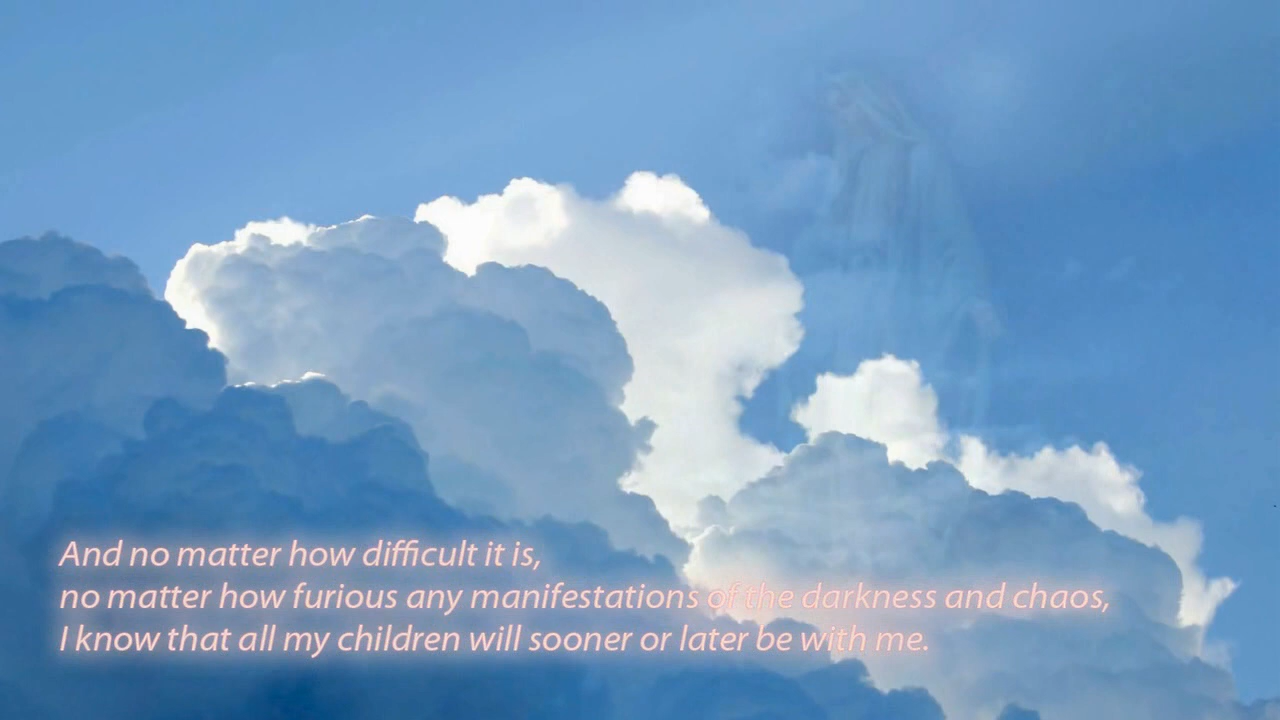 And no matter how difficult it is,
no matter how furious any manifestations of the darkness and chaos,
I know that all my children will sooner or later be with me.